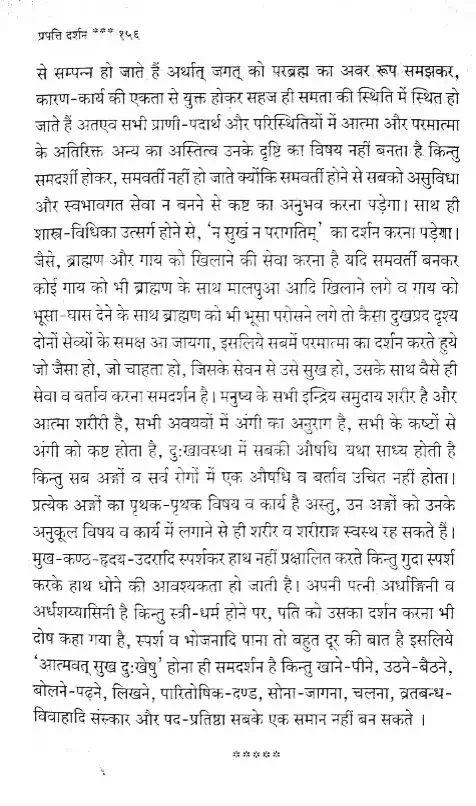 प्रपत्ति दर्शन *** १५६
से सम्पन्न हो जाते हैं अर्थात् जगत् को परब्रह्म का अवर रूप समझकर,
कारण-कार्य की एकता से युक्त होकर सहज ही समता की स्थिति में स्थित हो
जाते हैं अतएव सभी प्राणी-पदार्थ और परिस्थितियों में आत्मा और परमात्मा
के अतिरिक्त अन्य का अस्तित्व उनके दृष्टि का विषय नहीं बनता है किन्तु
समदर्शी होकर, समवर्ती नहीं हो जाते क्योंकि समवर्ती होने से सबको असुविधा
और स्वभावगत सेवा न बनने से कष्ट का अनुभव करना पड़ेगा। साथ ही
शास्त्र-विधिका उत्सर्ग होने से, 'न सुखं न परागतिम्' का दर्शन करना पड़ेगा।
जैसे, ब्राह्मण और गाय को खिलाने की सेवा करना है यदि समवर्ती बनकर
कोई गाय को भी ब्राह्मण के साथ मालपुआ आदि खिलाने लगे व गाय को
भूसा-घास देने के साथ ब्राह्मण को भी भूसा परोसने लगे तो कैसा दुखप्रद दृश्य
दोनों सेव्यों के समक्ष आ जायगा, इसलिये सबमें परमात्मा का दर्शन करते हुये
जो जैसा हो, जो चाहता हो, जिसके सेवन से उसे सुख हो, उसके साथ वैसे ही
सेवा व बर्ताव करना समदर्शन है। मनुष्य के सभी इन्द्रिय समुदाय शरीर है और
आत्मा शरीरी है, सभी अवयवों में अंगी का अनुराग है, सभी के कष्टों से
अंगी को कष्ट होता है, दु:खावस्था में सबकी औषधि यथा साध्य होती है
किन्तु सब अङ्गों व सर्व रोगों में एक औषधि व बर्ताव उचित नहीं होता।
प्रत्येक अङ्गों का पृथक-पृथक विषय व कार्य है अस्तु, उन अङ्गों को उनके
अनुकूल विषय व कार्य में लगाने से ही शरीर व शरीराङ्ग स्वस्थ रह सकते हैं।
मुख-कण्ठ-हृदय-उदरादि स्पर्शकर हाथ नहीं प्रक्षालित करते किन्तु गुदा स्पर्श
करके हाथ धोने की आवश्यकता हो जाती है। अपनी पत्नी अर्धाङ्गिनी व
अर्धशय्यासिनी है किन्तु स्त्री-धर्म होने पर, पति को उसका दर्शन करना भी
दोष कहा गया है, स्पर्श व भोजनादि पाना तो बहुत दूर की बात है इसलिये
'आत्मवत् सुख दु:खेषु' होना ही समदर्शन है किन्तु खाने-पीने, उठने-बैठने,
बोलने-पढ़ने, लिखने, पारितोषिक-दण्ड, सोना-जागना, चलना, व्रतबन्ध-
विवाहादि संस्कार और पद-प्रतिष्ठा सबके एक समान नहीं बन सकते ।
*****